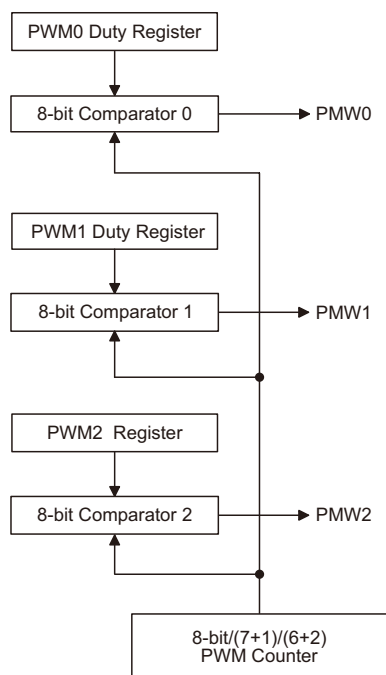 PWM0 Duty Register
8-bit Comparator 0
PMW0
PWM1 Duty Register
8-bit Comparator 1
PMW1
PWM2 Register
8-bit Comparator 2
PMW2
8-bit/(7+1)/(6+2)
PWM Counter